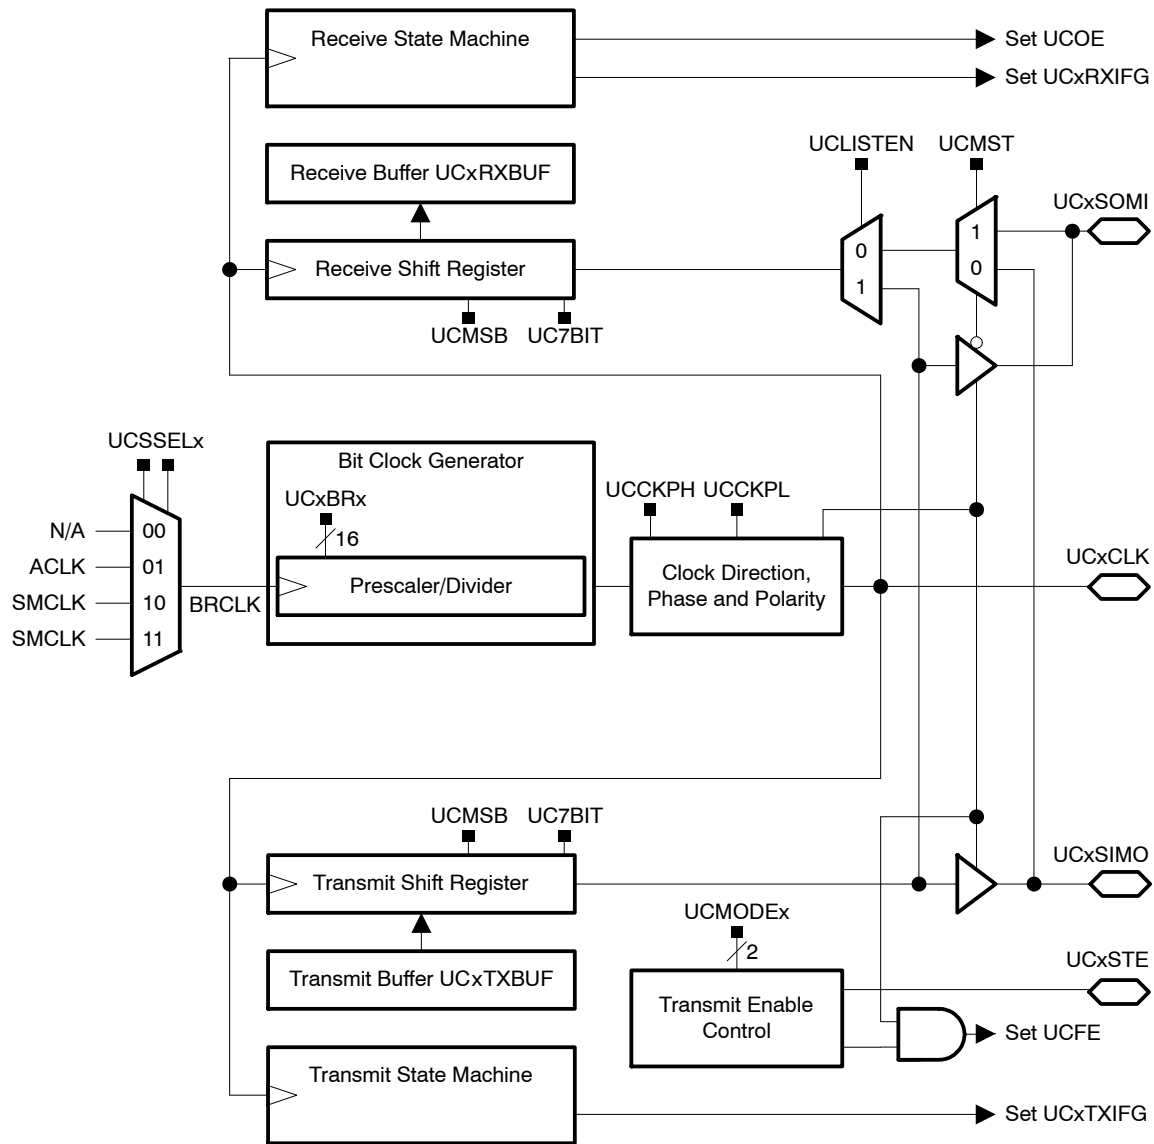 Receive State Machine
Set UCOE
Set UCxRXIFG
Receive Buffer UCxRXBUF
UCLISTEN
UCMST
UCxSOMI
Receive Shift Register
0
1
1
0
UCMSB
UC7BIT
UCSSELx
N/A
ACLK
SMCLK
SMCLK
00
01
10
11
BRCLK
Bit Clock Generator
UCxBRx
16
Prescaler/Divider
UCCKPH
UCCKPL
Clock Direction,
Phase and Polarity
UCxCLK
UCMSB
UC7BIT
Transmit Shift Register
UCxSIMO
Transmit Buffer UCxTXBUF
UCMODEx
2
Transmit Enable
Control
UCxSTE
Set UCFE
Transmit State Machine
Set UCxTXIFG